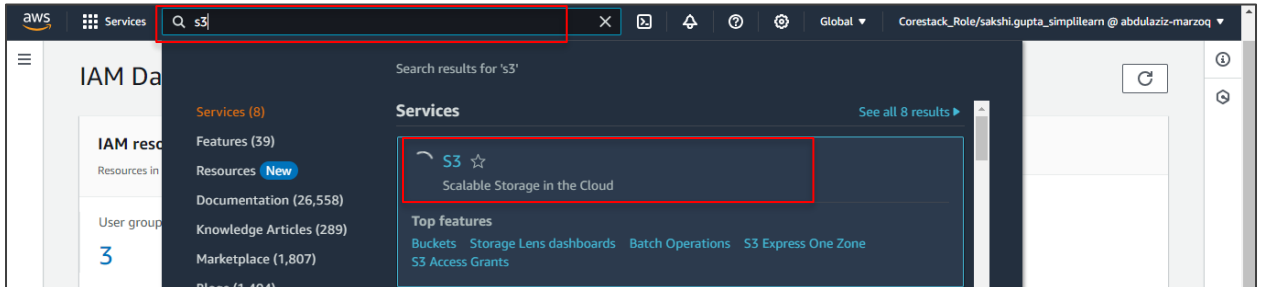 aws Services s3 Global ▼ Corestack_Role/sakshi.gupta_simplilearn @ abdulaziz-marzoq ▼
IAM Da
Search results for 's3'
Services (8)
Services
See all 8 results ▶
Features (39)
IAM reso
S3
Resources New
Resources in
Scalable Storage in the Cloud
Documentation (26,558)
User group
Top features
Knowledge Articles (289)
Buckets Storage Lens dashboards Batch Operations S3 Express One Zone
3
Marketplace (1,807)
S3 Access Grants